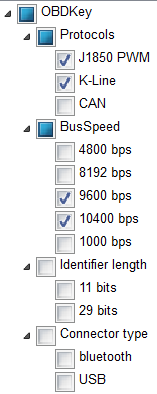 OBDKey
Protocols
J1850 PWM
K-Line
CAN
BusSpeed
4800 bps
8192 bps
9600 bps
10400 bps
1000 bps
Identifier length
11 bits
29 bits
Connector type
bluetooth
USB